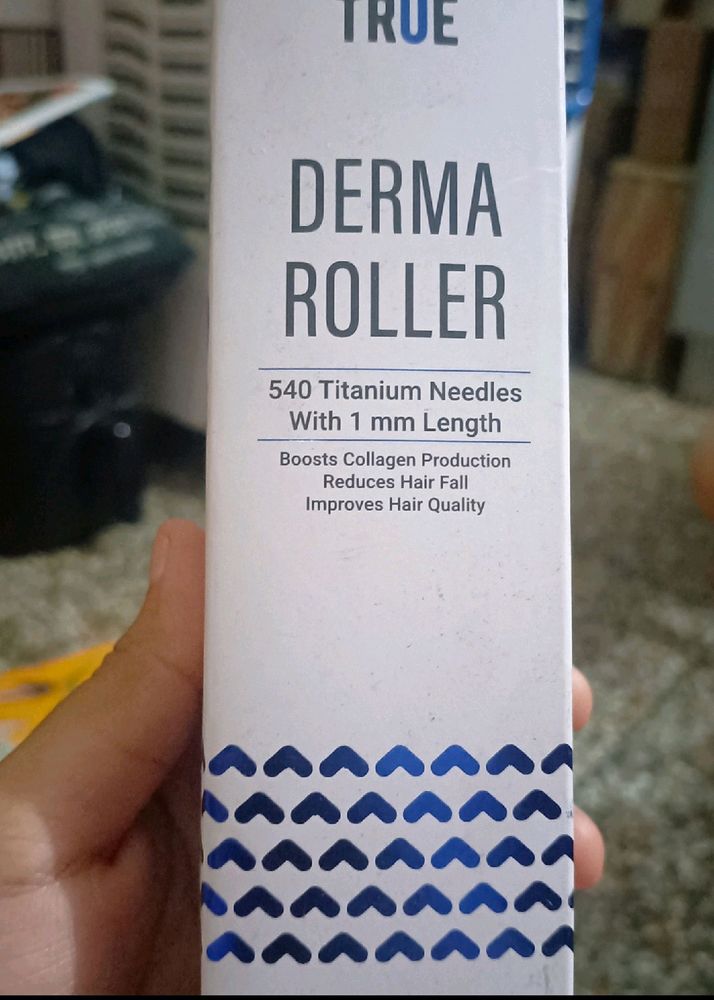 TRUE
DERMA
ROLLER
540 Titanium Needles
With 1 mm Length
Boosts Collagen Production
Reduces Hair Fall
Improves Hair Quality